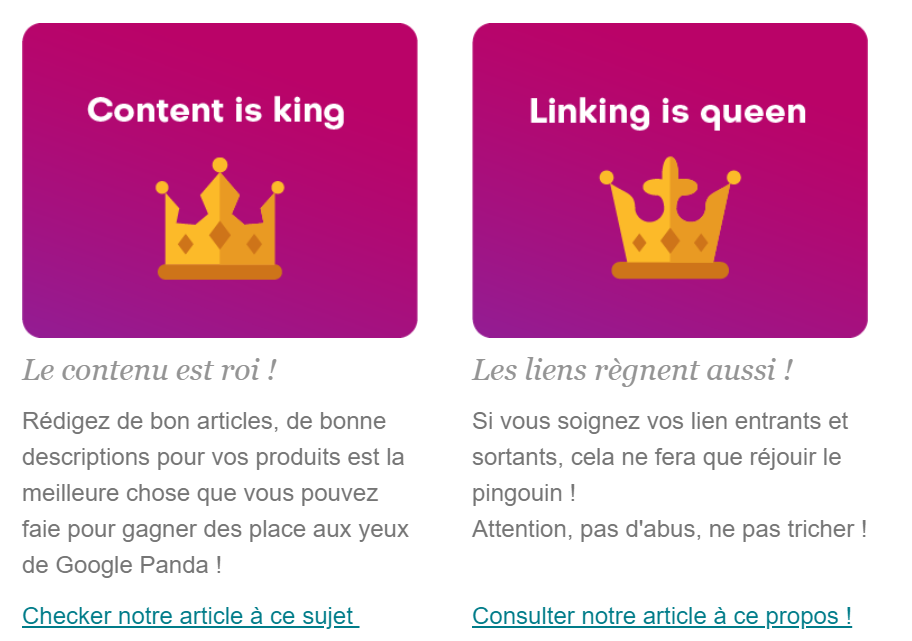 Content is king
Le contenu est roi !
Rédigez de bon articles, de bonne
descriptions pour vos produits est la
meilleure chose que vous pouvez
faie pour gagner des place aux yeux
de Google Panda !
Checker notre article à ce sujet
Linking is queen
Les liens règnent aussi !
Si vous soignez vos lien entrants et
sortants, cela ne fera que réjouir le
pingouin !
Attention, pas d'abus, ne pas tricher !
Consulter notre article à ce propos !